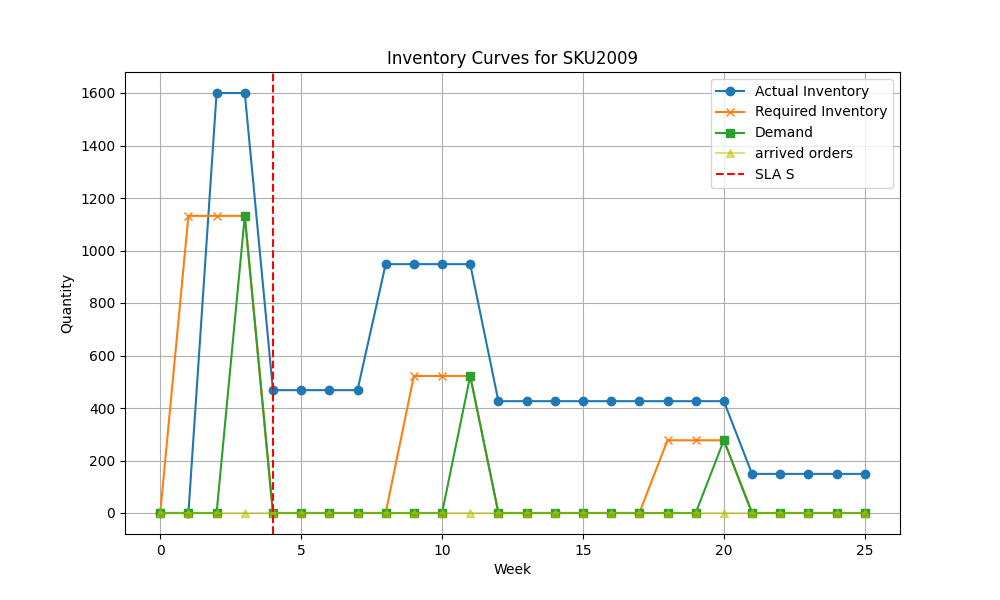 Inventory Curves for SKU2009
Actual Inventory
Required Inventory
Demand
arrived orders
SLA S
Quantity
1600
1400
1200
1000
800
600
400
200
0
0 5 10 15 20 25
Week